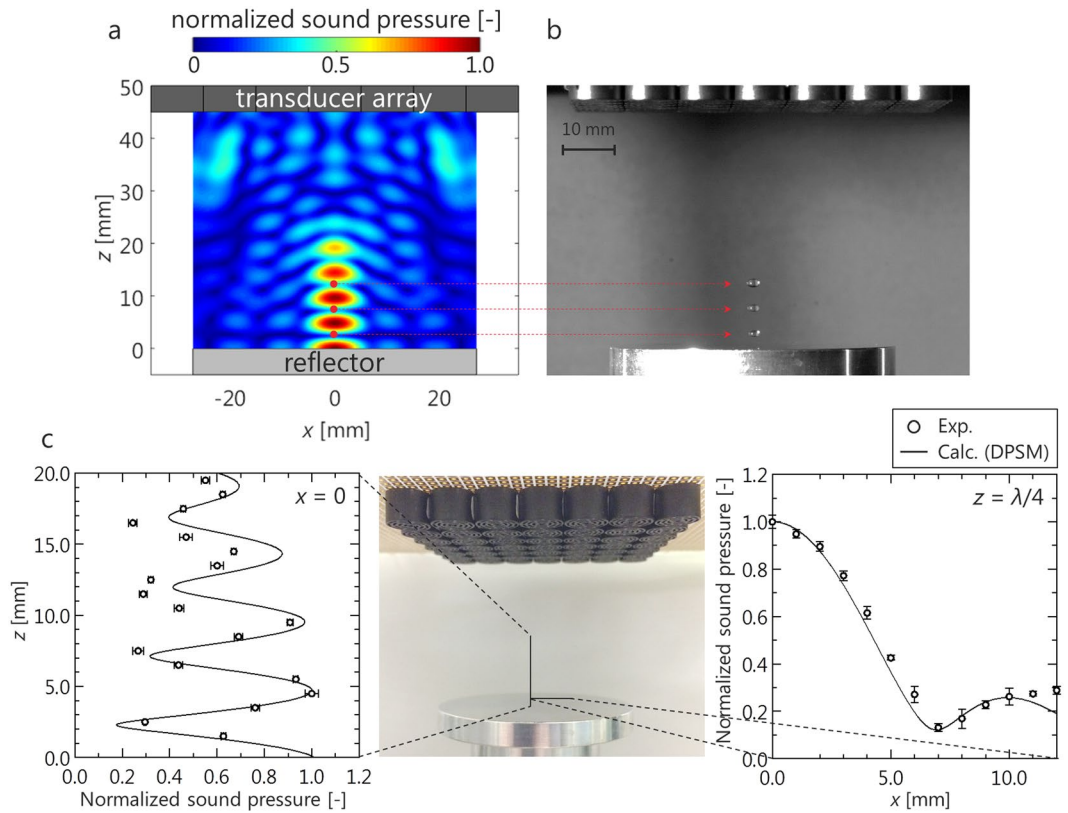 a
normalized sound pressure [-]
0 0.5 1.0
50
40
30
20
10
0
z [mm]
transducer array
reflector
-20 0 20
x [mm]
b
10 mm
c
20.0
15.0
10.0
5.0
0.0
z [mm]
x = 0
0.0 0.2 0.4 0.6 0.8 1.0 1.2
Normalized sound pressure [-]
Exp.
Calc. (DPSM)
1.2
1.0
0.8
0.6
0.4
0.2
0.0
Normalized sound pressure [-]
z = λ/4
0.0 5.0 10.0
x [mm]